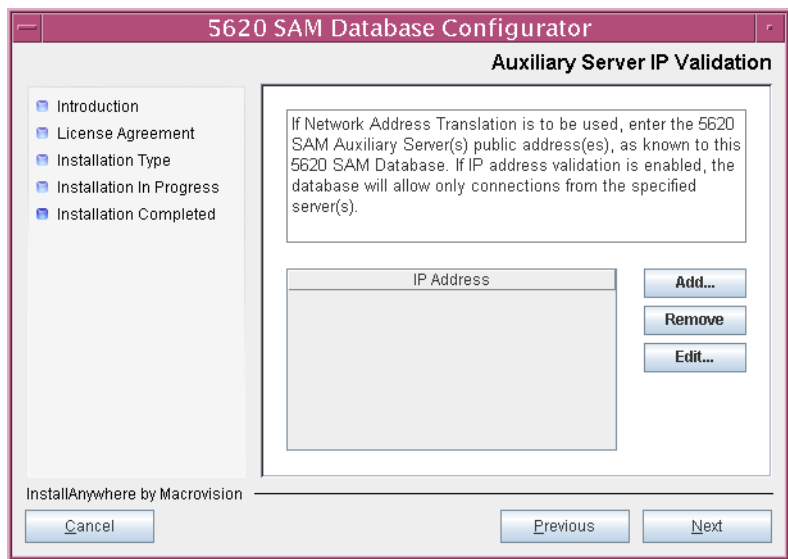 5620 SAM Database Configurator
Auxiliary Server IP Validation
Introduction
License Agreement
Installation Type
Installation In Progress
Installation Completed
If Network Address Translation is to be used, enter the 5620
SAM Auxiliary Server(s) public address(es), as known to this
5620 SAM Database. If IP address validation is enabled, the
database will allow only connections from the specified
server(s).
IP Address
Add...
Remove
Edit...
InstallAnywhere by Macrovision
Cancel
Previous
Next